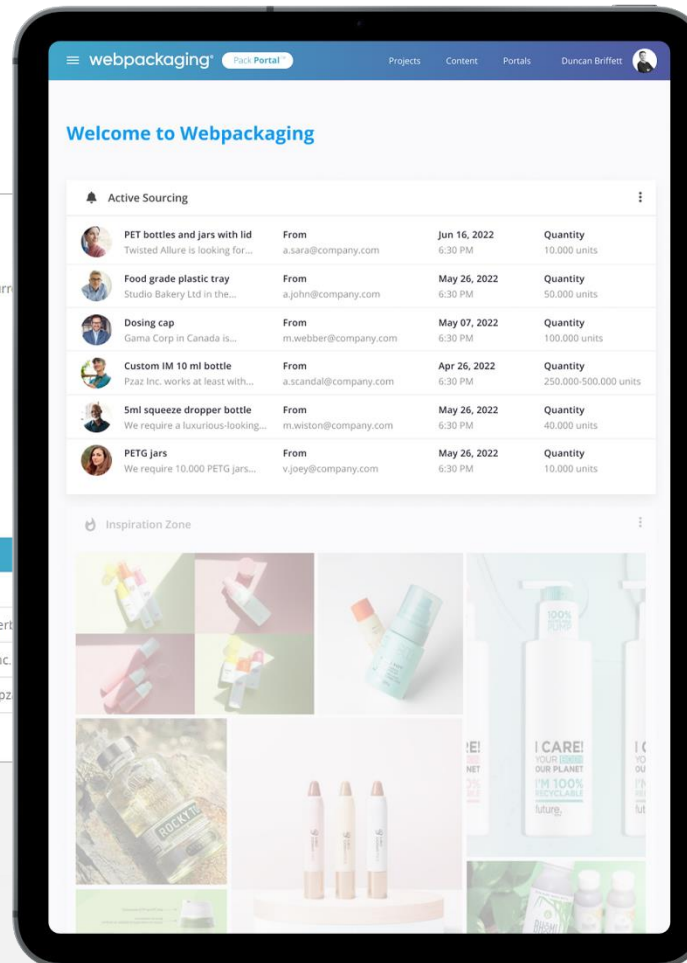 webpackaging® Pack Portal™ Projects Content Portals Duncan Briffett
Welcome to Webpackaging
Active Sourcing
PET bottles and jars with lid From Jun 16, 2022 Quantity
Twisted Allure is looking for... a.sara@company.com 6:30 PM 10.000 units
Food grade plastic tray From May 26, 2022 Quantity
Studio Bakery Ltd in the... a.john@company.com 6:30 PM 50.000 units
Dosing cap From May 07, 2022 Quantity
Gama Corp in Canada is... m.webber@company.com 6:30 PM 100.000 units
Custom IM 10 ml bottle From Apr 26, 2022 Quantity
Pzaz Inc. works at least with... a.scandal@company.com 6:30 PM 250.000-500.000 units
5ml squeeze dropper bottle From May 26, 2022 Quantity
We require a luxurious-looking... m.wiston@company.com 6:30 PM 40.000 units
PETG jars From May 26, 2022 Quantity
We require 10.000 PETG jars... v.joey@company.com 6:30 PM 10.000 units
Inspiration Zone
100%
PUMP
I CARE!
YOUR BODY
OUR PLANET
I'M 100%
RECYCLABLE
future.